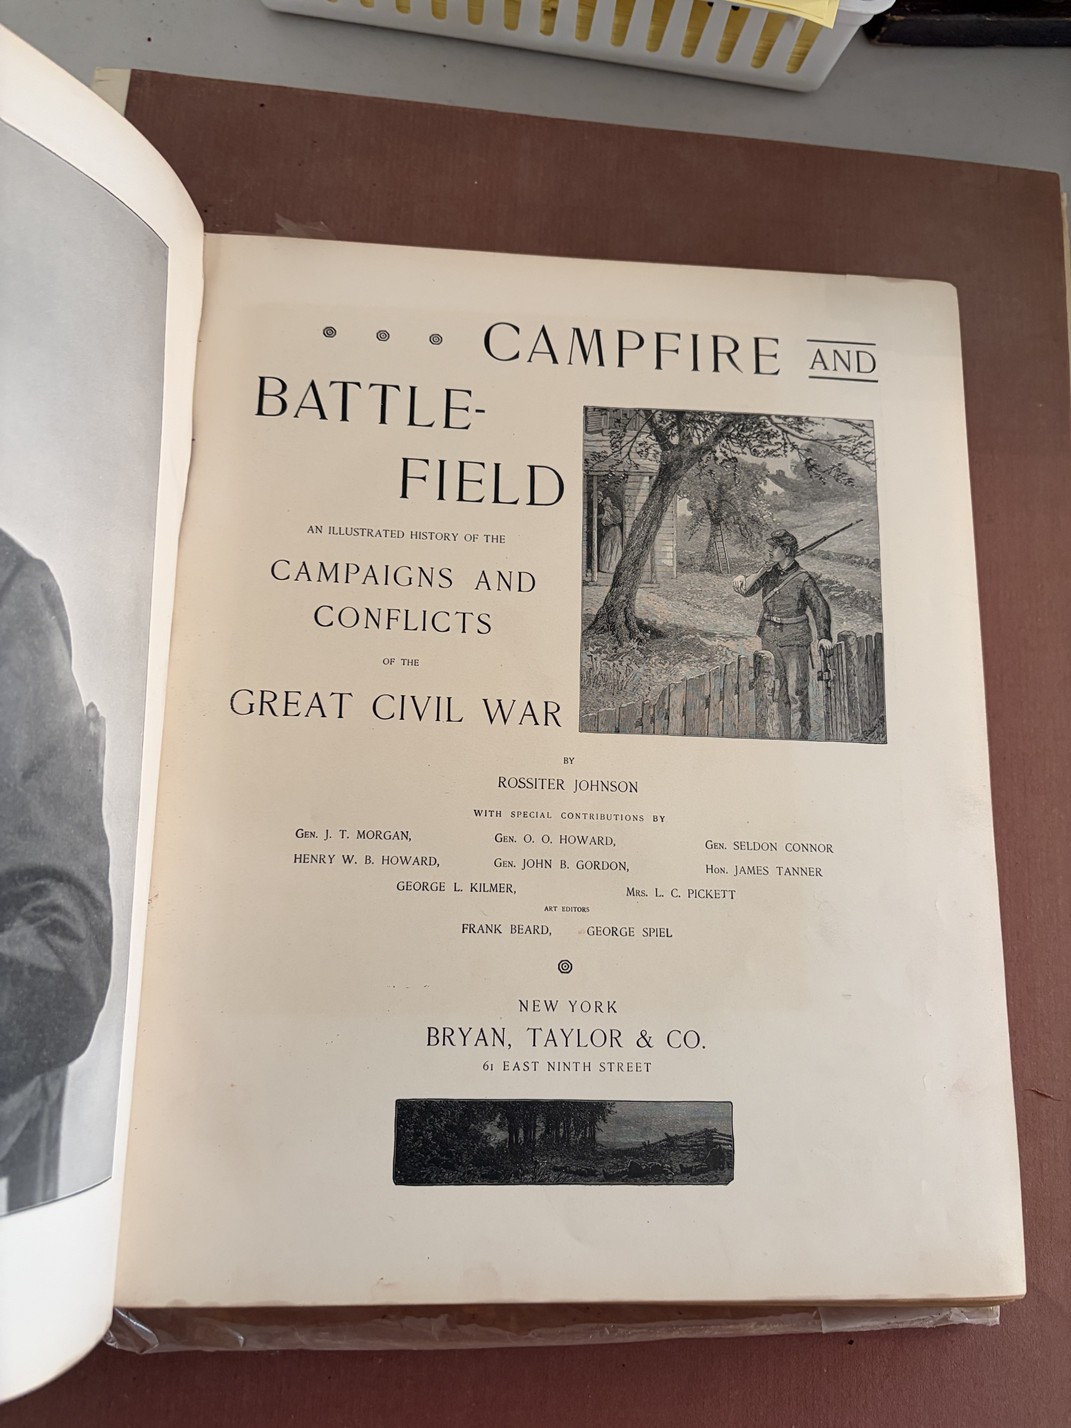 CAMPFIRE AND
BATTLE-
FIELD
AN ILLUSTRATED HISTORY OF THE
CAMPAIGNS AND
CONFLICTS
OF THE
GREAT CIVIL WAR
BY
ROSSITER JOHNSON
WITH SPECIAL CONTRIBUTIONS BY
GEN. J. T. MORGAN, GEN. O. O. HOWARD, GEN. SELDON CONNOR
HENRY W. B. HOWARD, GEN. JOHN B. GORDON, HON. JAMES TANNER
GEORGE L. KILMER, MRS. L. C. PICKETT
ART EDITORS
FRANK BEARD, GEORGE SPIEL
NEW YORK
BRYAN, TAYLOR & CO.
61 EAST NINTH STREET